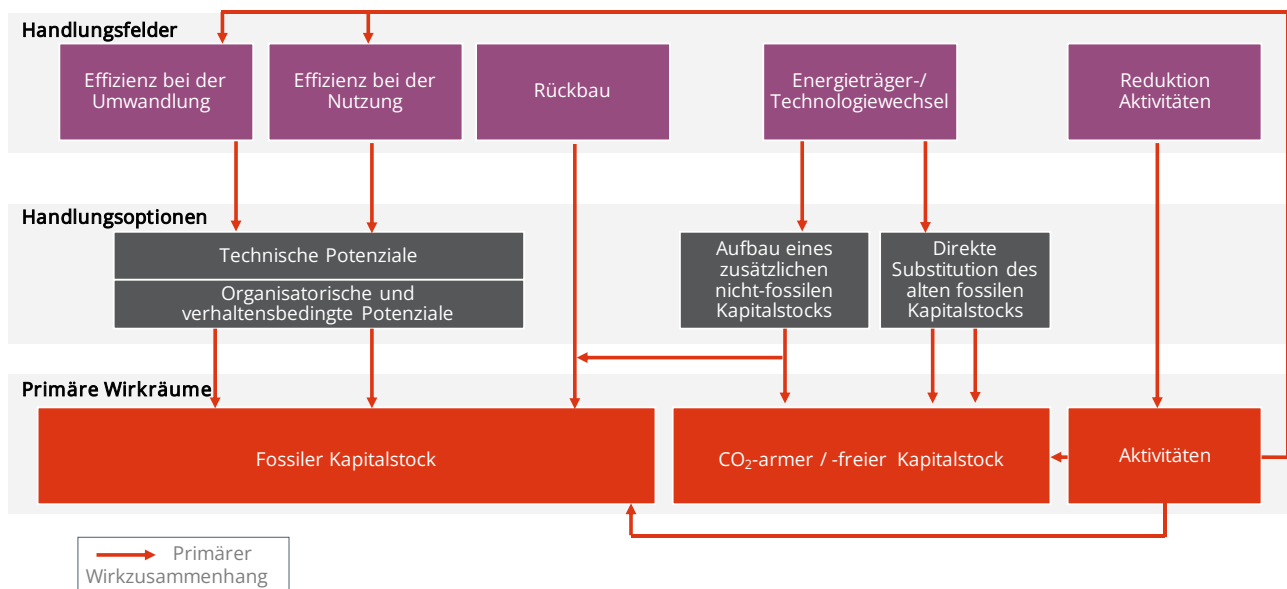 Handlungsfelder
Effizienz bei der
Umwandlung
Effizienz bei der
Nutzung
Rückbau
Energieträger-/
Technologiewechsel
Reduktion
Aktivitäten
Handlungsoptionen
Technische Potenziale
Organisatorische und
verhaltensbedingte Potenziale
Aufbau eines
zusätzlichen
nicht-fossilen
Kapitalstocks
Direkte
Substitution des
alten fossilen
Kapitalstocks
Primäre Wirkräume
Fossiler Kapitalstock
CO₂-armer / -freier Kapitalstock
Aktivitäten
Primärer
Wirkzusammenhang